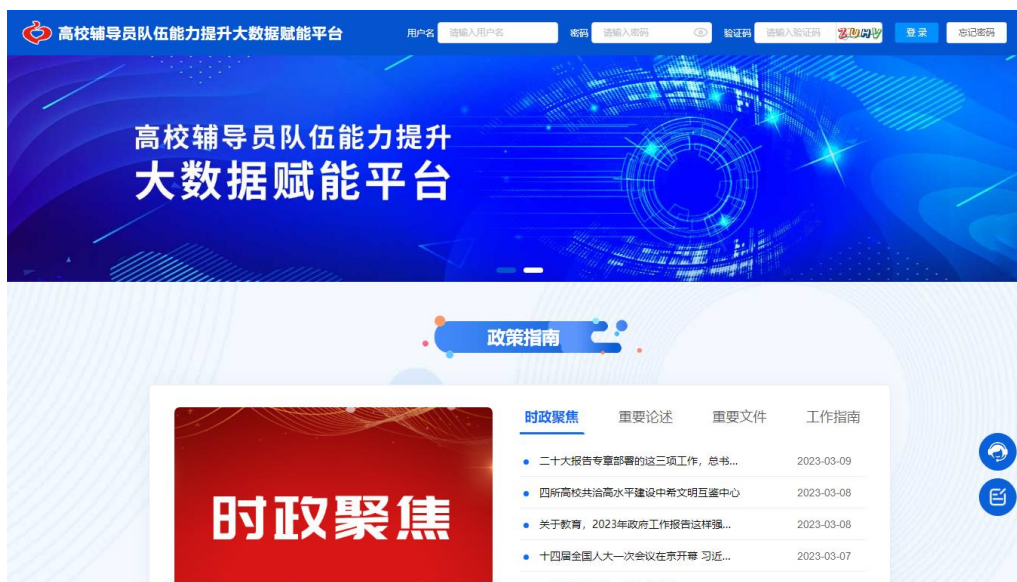 高校辅导员队伍能力提升大数据赋能平台 用户名 请输入用户名 密码 请输入密码 验证码 请输入验证码 ZUHV 登录 忘记密码
高校辅导员队伍能力提升
大数据赋能平台
政策指南
时政聚焦 重要论述 重要文件 工作指南
二十大报告专章部署的这三项工作，总书... 2023-03-09
四所高校共洽高水平建设中希文明互鉴中心 2023-03-08
时政聚焦
关于教育，2023年政府工作报告这样强... 2023-03-08
十四届全国人大一次会议在京开幕 习近... 2023-03-07